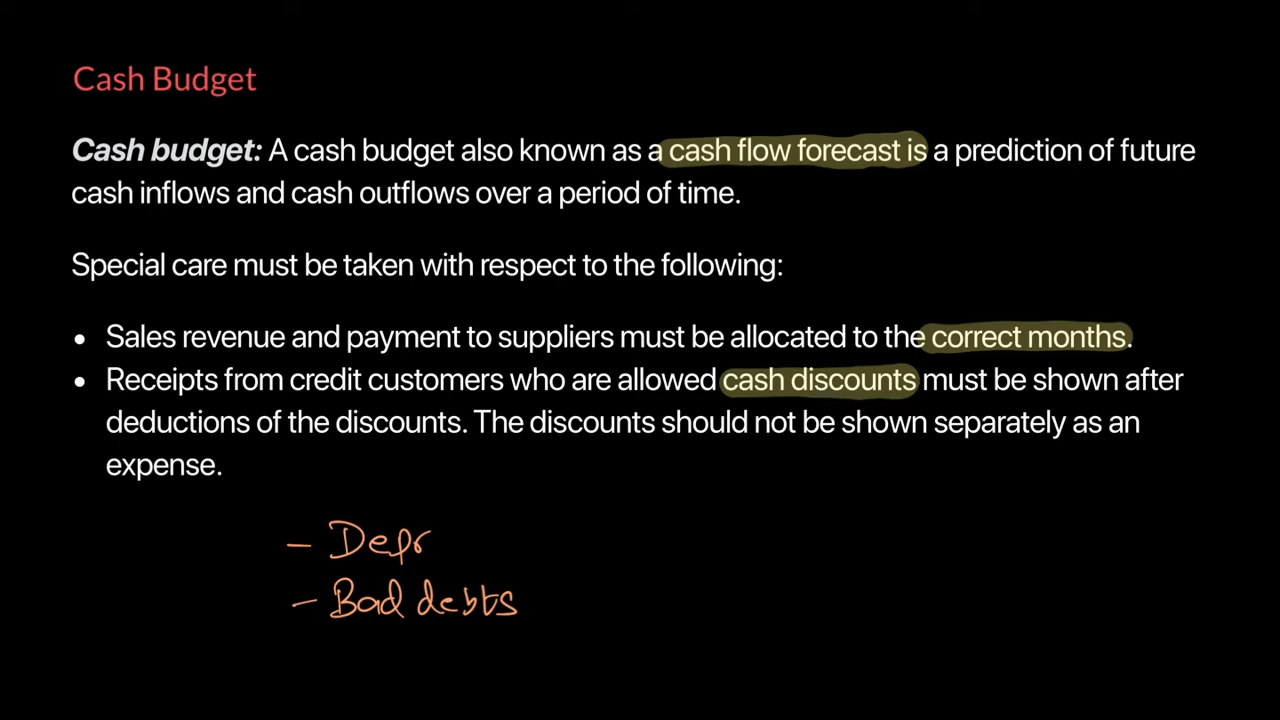 Cash Budget
Cash budget: A cash budget also known as a cash flow forecast is a prediction of future
cash inflows and cash outflows over a period of time.
Special care must be taken with respect to the following:
• Sales revenue and payment to suppliers must be allocated to the correct months.
• Receipts from credit customers who are allowed cash discounts must be shown after
deductions of the discounts. The discounts should not be shown separately as an
expense.
- Depr
- Bad debts